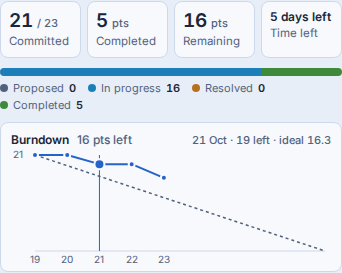 21 / 23 5 pts 16 pts 5 days left
Committed Completed Remaining Time left
Proposed 0 In progress 16 Resolved 0
Completed 5
Burndown 16 pts left 21 Oct · 19 left · ideal 16.3
21
19 20 21 22 23